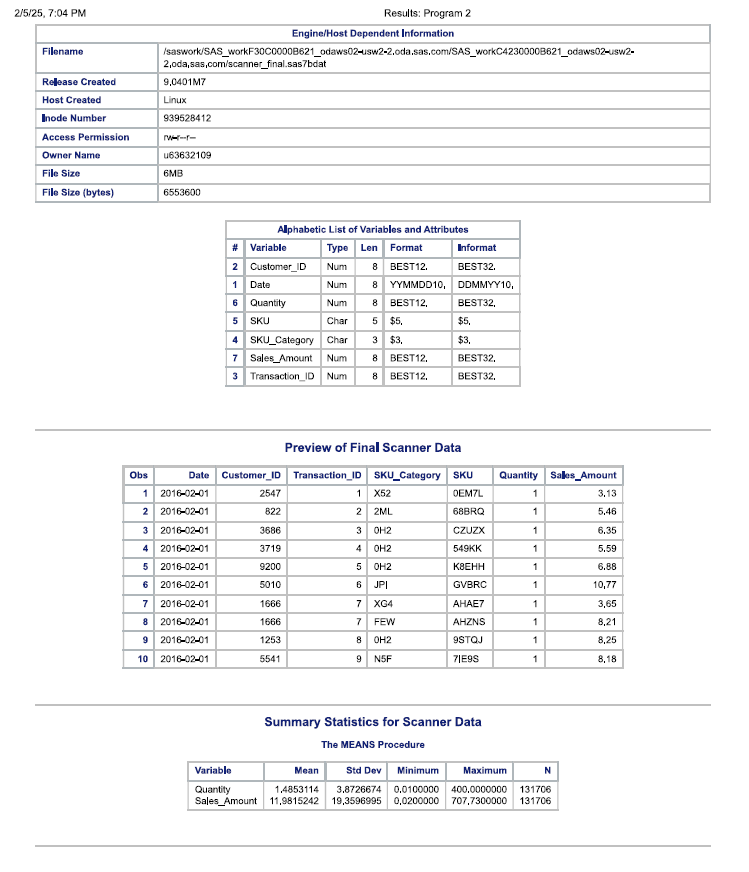 2/5/25, 7:04 PM Results: Program 2
Engine/Host Dependent Information
Filename /saswork/SAS_workF30C0000B621_odaws02-usw2-2.oda.sas.com/SAS_workC4230000B621_odaws02-usw2-
2.oda.sas.com/scanner_final.sas7bdat
Release Created 9.0401M7
Host Created Linux
Inode Number 939528412
Access Permission rw-r--r--
Owner Name u63632109
File Size 6MB
File Size (bytes) 6553600
Alphabetic List of Variables and Attributes
# Variable Type Len Format Informat
2 Customer_ID Num 8 BEST12. BEST32.
1 Date Num 8 YYMMDD10. DDMMYY10.
6 Quantity Num 8 BEST12. BEST32.
5 SKU Char 5 $5. $5.
4 SKU_Category Char 3 $3. $3.
7 Sales_Amount Num 8 BEST12. BEST32.
3 Transaction_ID Num 8 BEST12. BEST32.
Preview of Final Scanner Data
Obs Date Customer_ID Transaction_ID SKU_Category SKU Quantity Sales_Amount
1 2016-02-01 2547 1 X52 0EM7L 1 3.13
2 2016-02-01 822 2 2ML 68BRQ 1 5.46
3 2016-02-01 3686 3 0H2 CZUZX 1 6.35
4 2016-02-01 3719 4 0H2 549KK 1 5.59
5 2016-02-01 9200 5 0H2 K8EHH 1 6.88
6 2016-02-01 5010 6 JPI GVBRC 1 10.77
7 2016-02-01 1666 7 XG4 AHAE7 1 3.65
8 2016-02-01 1666 7 FEW AHZNS 1 8.21
9 2016-02-01 1253 8 0H2 9STQJ 1 8.25
10 2016-02-01 5541 9 N5F 7IE9S 1 8.18
Summary Statistics for Scanner Data
The MEANS Procedure
Variable Mean Std Dev Minimum Maximum N
Quantity 1.4853114 3.8726674 0.0100000 400.0000000 131706
Sales_Amount 11.9815242 19.3596995 0.0200000 707.7300000 131706